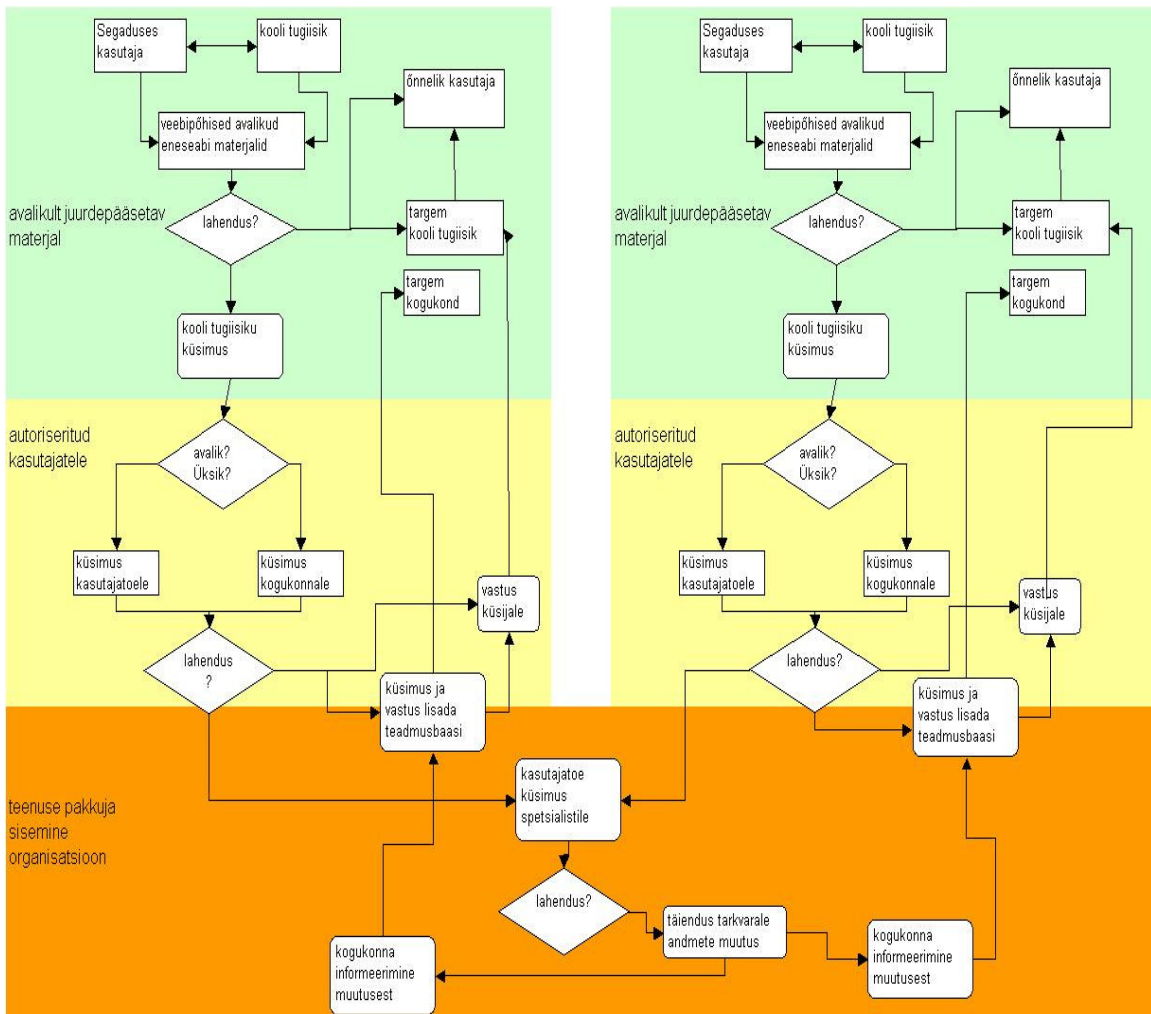 Segaduses
kasutaja
kooli tugiisik
õnnelik kasutaja
veebipõhised avalikud
eneseabi materjalid
avalikult juurdepääsetav
materjal
lahendus?
targem
kooli tugiisik
targem
kogukond
kooli tugiisiku
küsimus
autoriseritud
kasutajatele
avalik?
Üksik?
küsimus
kasutajatoele
küsimus
kogukonnale
vastus
küsijale
lahendus
?
küsimus ja
vastus lisada
teadmusbaasi
Segaduses
kasutaja
kooli tugiisik
õnnelik kasutaja
veebipõhised avalikud
eneseabi materjalid
avalikult juurdepääsetav
materjal
lahendus?
targem
kooli tugiisik
targem
kogukond
kooli tugiisiku
küsimus
autoriseritud
kasutajatele
avalik?
Üksik?
küsimus
kasutajatoele
küsimus
kogukonnale
vastus
küsijale
lahendus?
küsimus ja
vastus lisada
teadmusbaasi
teenuse pakkuja
sisemine
organisatsioon
kasutajatoe
küsimus
spetsialistile
lahendus?
täiendus tarkvarale
andmete muutus
kogukonna
informeerimine
muutusest
kogukonna
informeerimine
muutusest